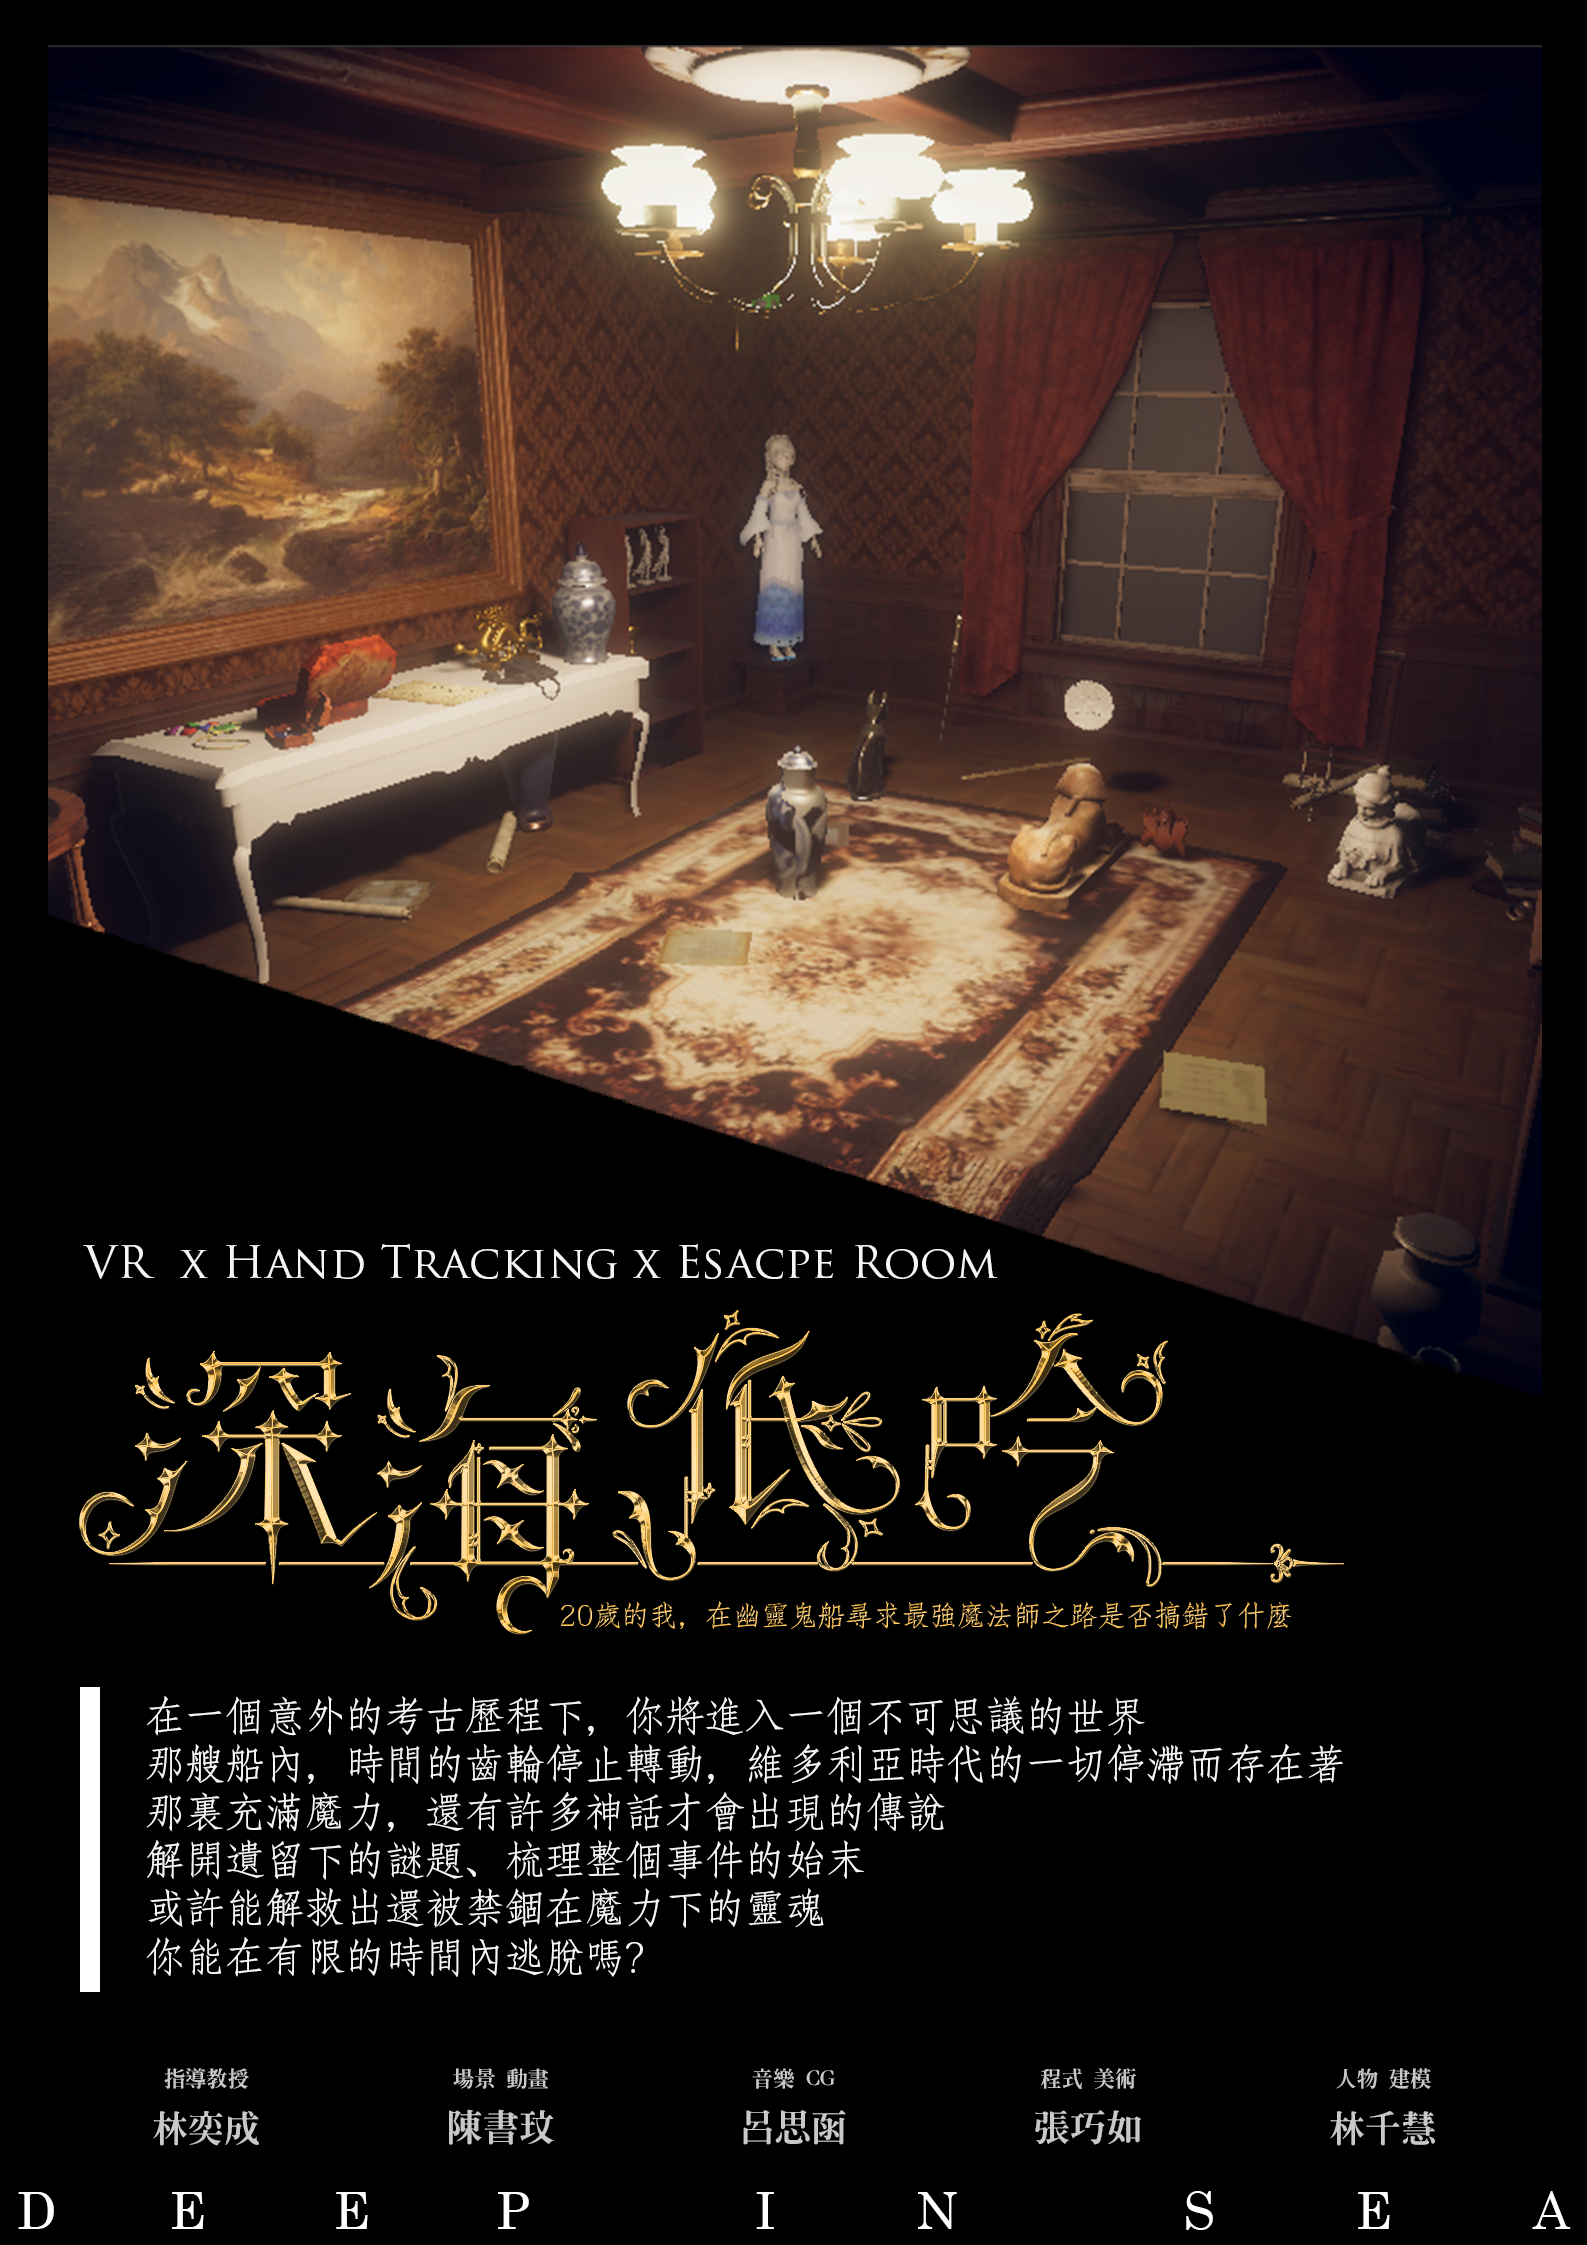 VR x Hand Tracking x Esacpe Room
深海低吟
20歲的我，在幽靈鬼船尋求最強魔法師之路是否搞錯了什麼
在一個意外的考古歷程下，你將進入一個不可思議的世界
那艘船內，時間的齒輪停止轉動，維多利亞時代的一切停滯而存在著
那裏充滿魔力，還有許多神話才會出現的傳說
解開遺留下的謎題、梳理整個事件的始末
或許能解救出還被禁錮在魔力下的靈魂
你能在有限的時間內逃脫嗎？
指導教授 場景 動畫 音樂 CG 程式 美術 人物 建模
林奕成 陳書玟 呂思函 張巧如 林千慧
DEEP IN SEA